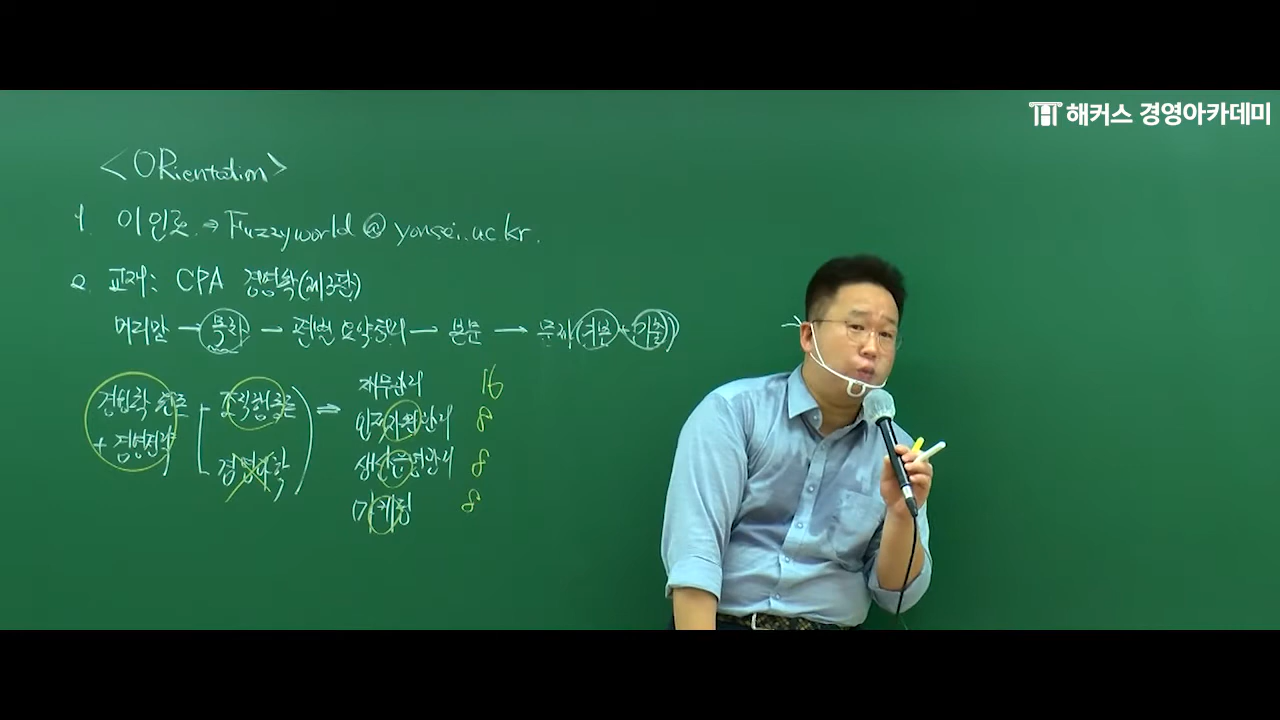 해커스 경영아카데미
<ORientation>
1. 이인호 ⇒ Fuzzyworld @ yonsei.ac.kr.
2. 교재: CPA 경영학(제3판)
머리말 — 목차 → 편별 요약강의 → 본문 → 문제(기본+기출)
경영학 원론 조직행동론 ⇒ 재무관리 16
+ 경영전략 경영과학 인적자원관리 8
생산운영관리 8
마케팅 8